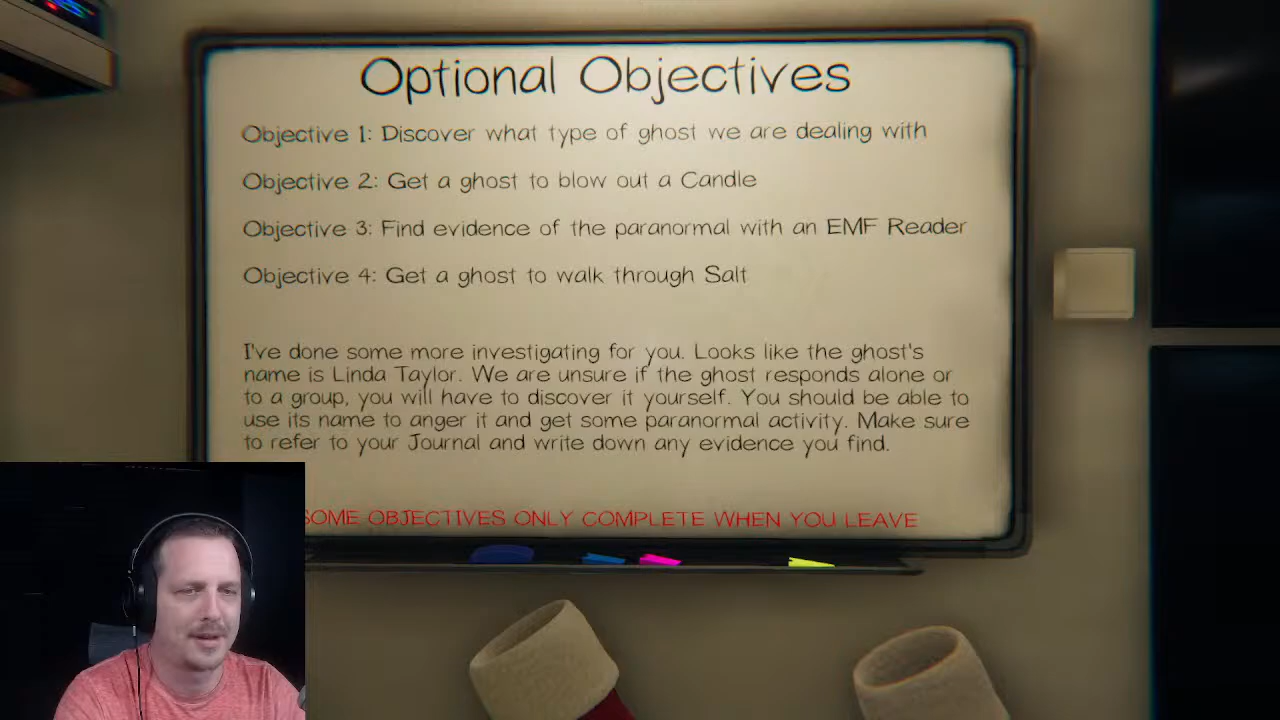 Optional Objectives
Objective 1: Discover what type of ghost we are dealing with
Objective 2: Get a ghost to blow out a Candle
Objective 3: Find evidence of the paranormal with an EMF Reader
Objective 4: Get a ghost to walk through Salt
I've done some more investigating for you. Looks like the ghost's
name is Linda Taylor. We are unsure if the ghost responds alone or
to a group, you will have to discover it yourself. You should be able to
use its name to anger it and get some paranormal activity. Make sure
to refer to your Journal and write down any evidence you find.
SOME OBJECTIVES ONLY COMPLETE WHEN YOU LEAVE